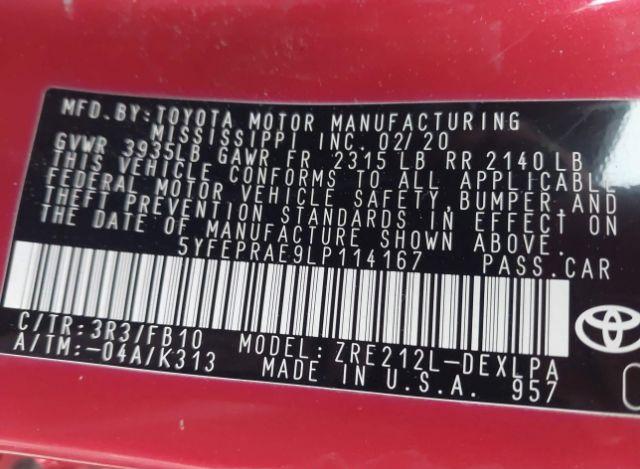 MFD.BY:TOYOTA MOTOR MANUFACTURING
MISSISSIPPI INC. 02/20
GVWR 3935LB GAWR FR 2315 LB RR 2140 LB
THIS VEHICLE CONFORMS TO ALL APPLICABLE
FEDERAL MOTOR VEHICLE SAFETY,BUMPER,AND
THEFT PREVENTION STANDARDS IN EFFECT ON
THE DATE OF MANUFACTURE SHOWN ABOVE.
5YFEPRAE9LP114167 PASS.CAR
C/TR:3R3/FB10
A/TM:-04A/K313
MODEL: ZRE212L-DEXLPA
MADE IN U.S.A. 957
TOYOTA